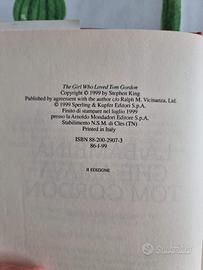 The Girl Who Loved Tom Gordon
Copyright © 1999 by Stephen King
Published by agreement with the author c/o Ralph M. Vicinanza, Ltd.
© 1999 Sperling & Kupfer Editori S.p.A.
Finito di stampare nel luglio 1999
presso la Arnoldo Mondadori Editore S.p.A.
Stabilimento N.S.M. di Cles (TN)
Printed in Italy
ISBN 88-200-2907-3
86-I-99
II EDIZIONE
subito